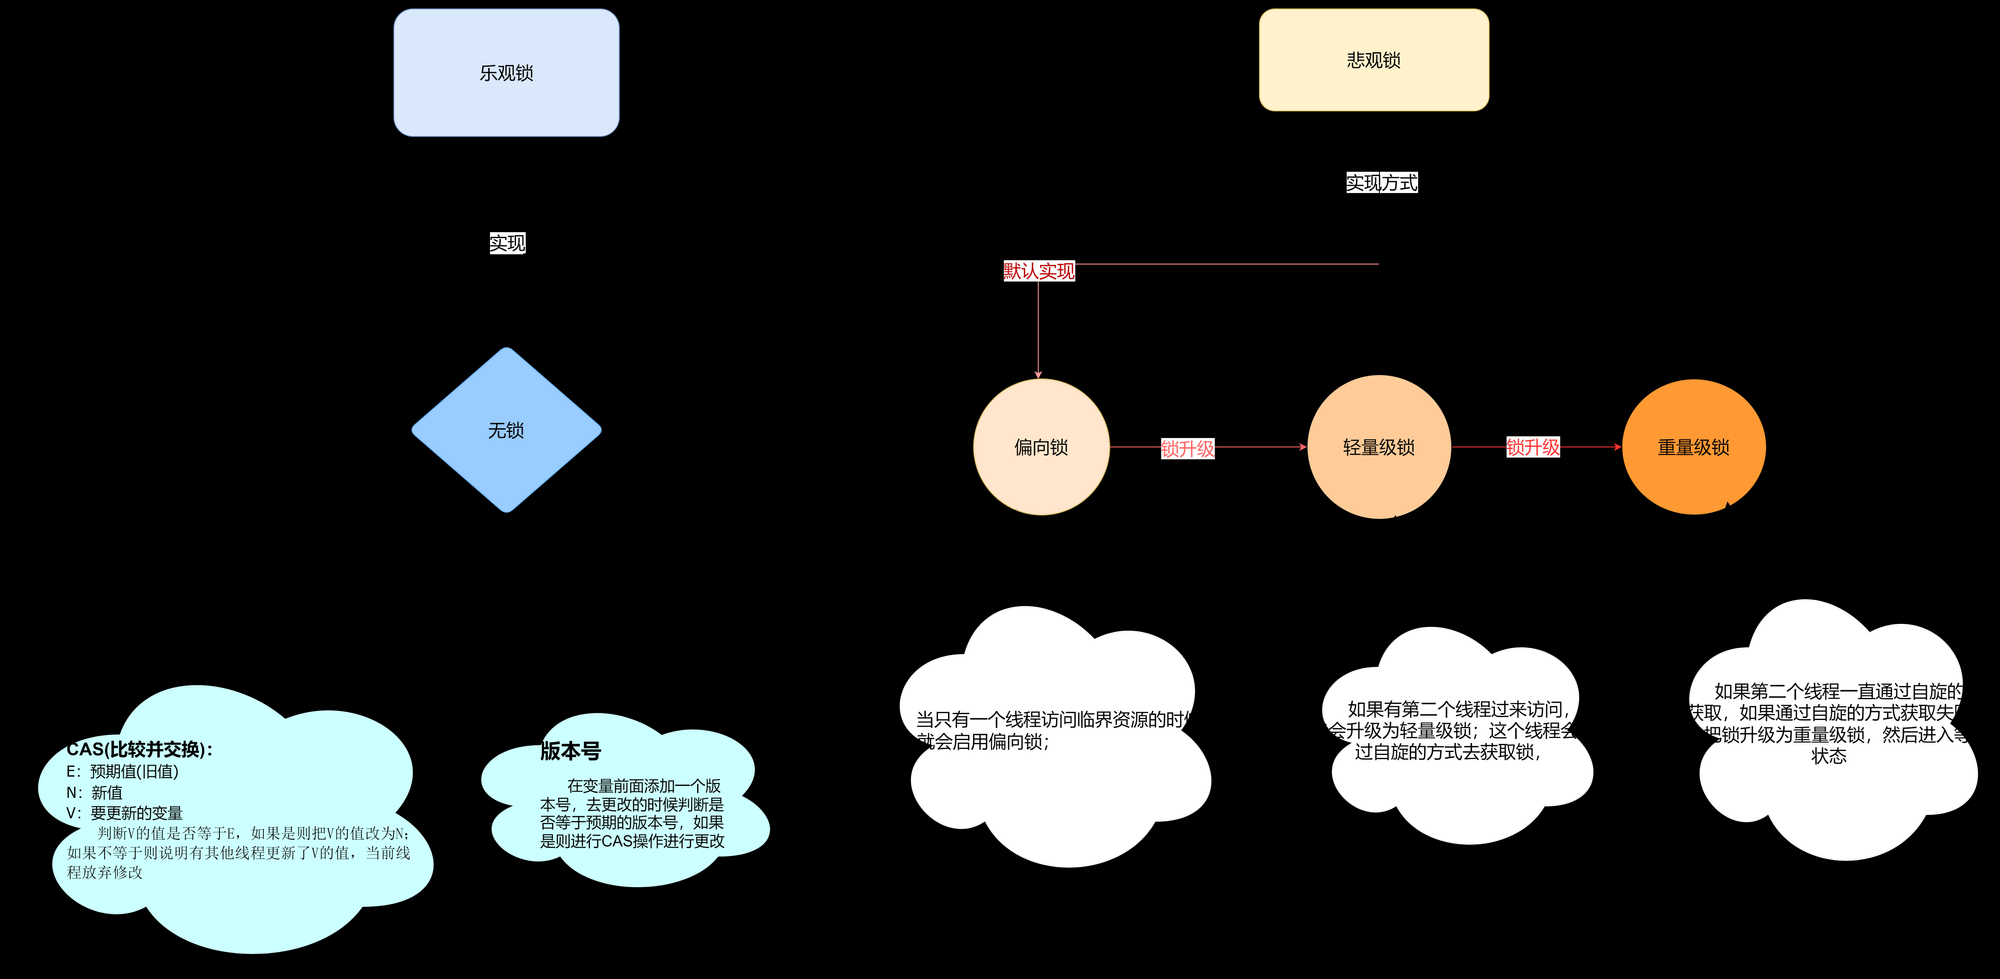 乐观锁
悲观锁
实现方式
实现
默认实现
无锁
偏向锁
锁升级
轻量级锁
锁升级
重量级锁
CAS(比较并交换)：
E：预期值(旧值)
N：新值
V：要更新的变量
判断V的值是否等于E，如果是则把V的值改为N；
如果不等于则说明有其他线程更新了V的值，当前线
程放弃修改
版本号
在变量前面添加一个版
本号，去更改的时候判断是
否等于预期的版本号，如果
是则进行CAS操作进行更改
当只有一个线程访问临界资源的时
就会启用偏向锁；
如果有第二个线程过来访问，
会升级为轻量级锁；这个线程会
过自旋的方式去获取锁，
如果第二个线程一直通过自旋的
获取，如果通过自旋的方式获取失
把锁升级为重量级锁，然后进入
状态